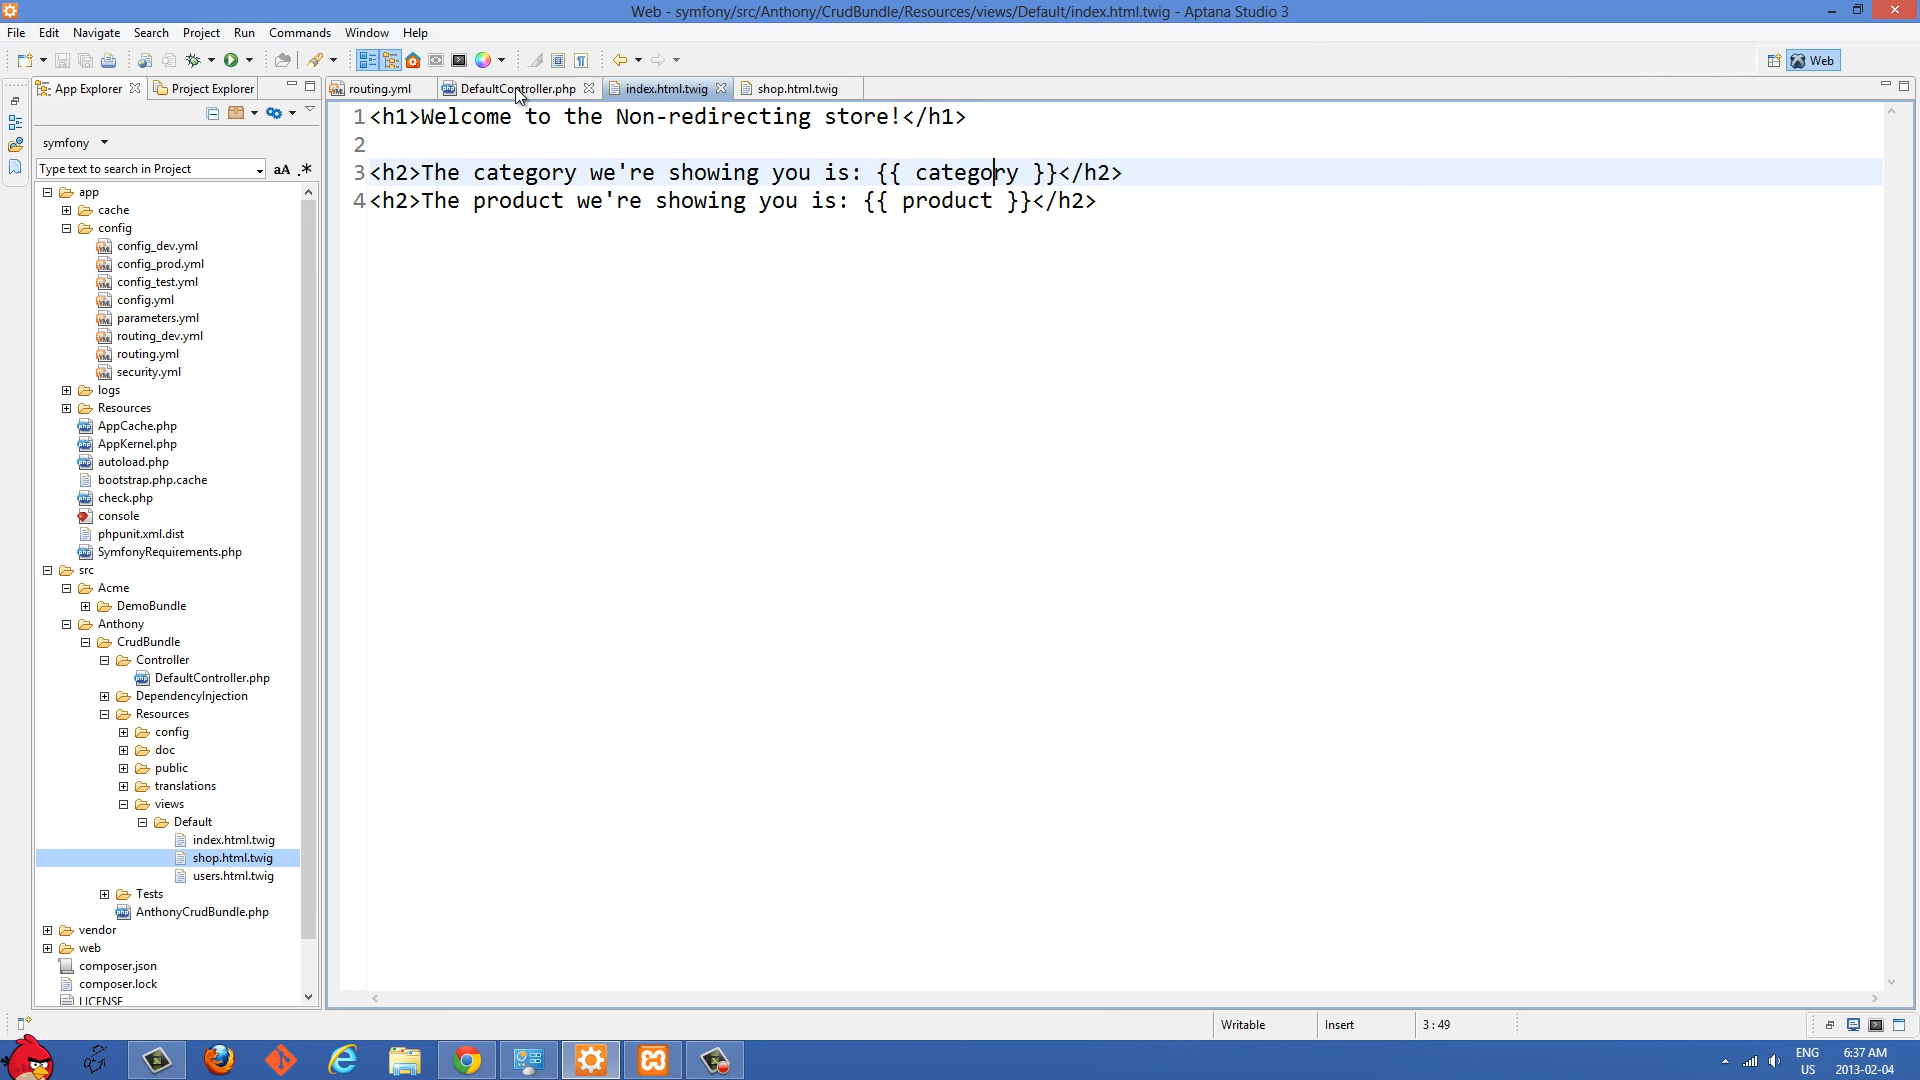 Web - symfony/src/Anthony/CrudBundle/Resources/views/Default/index.html.twig - Aptana Studio 3
File Edit Navigate Search Project Run Commands Window Help
Web
App Explorer Project Explorer
routing.yml DefaultController.php index.html.twig shop.html.twig
symfony
Type text to search in Project aA .*
app
cache
config
config_dev.yml
config_prod.yml
config_test.yml
config.yml
parameters.yml
routing_dev.yml
routing.yml
security.yml
logs
Resources
AppCache.php
AppKernel.php
autoload.php
bootstrap.php.cache
check.php
console
phpunit.xml.dist
SymfonyRequirements.php
src
Acme
DemoBundle
Anthony
CrudBundle
Controller
DefaultController.php
DependencyInjection
Resources
config
doc
public
translations
views
Default
index.html.twig
shop.html.twig
users.html.twig
Tests
AnthonyCrudBundle.php
vendor
web
composer.json
composer.lock
LICENSE
1 <h1>Welcome to the Non-redirecting store!</h1>
2
3 <h2>The category we're showing you is: {{ category }}</h2>
4 <h2>The product we're showing you is: {{ product }}</h2>
Writable Insert 3 : 49
ENG 6:37 AM
US 2013-02-04